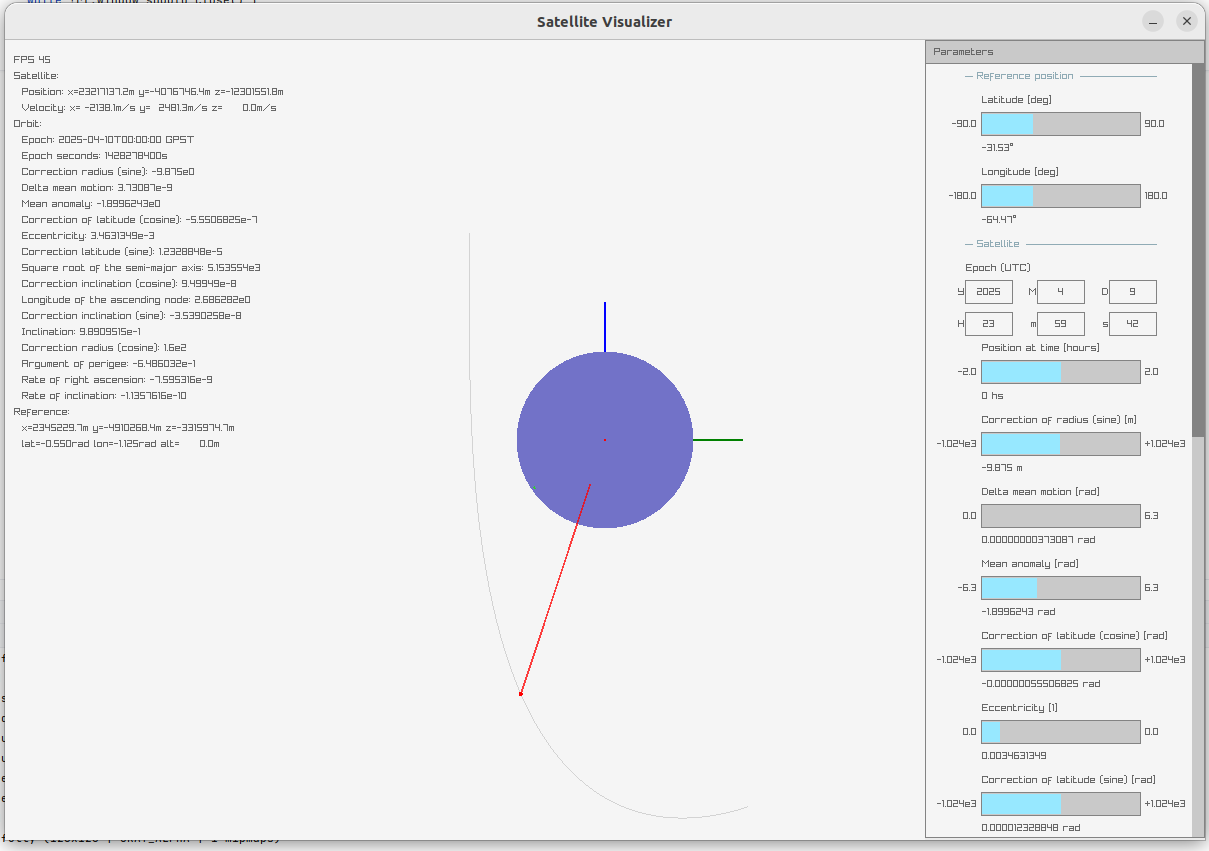 Satellite Visualizer
FPS 45
Satellite:
Position: x=23217137.2m y=-4076746.4m z=-12301551.8m
Velocity: x= -2138.1m/s y= 2481.3m/s z= 0.0m/s
Orbit:
Epoch: 2025-04-10T00:00:00 GPST
Epoch seconds: 1428278400s
Correction radius (sine): -9.875e0
Delta mean motion: 3.73087e-9
Mean anomaly: -1.8996243e0
Correction of latitude (cosine): -5.5506825e-7
Eccentricity: 3.4631349e-3
Correction latitude (sine): 1.2328848e-5
Square root of the semi-major axis: 5.153554e3
Correction inclination (cosine): 9.49949e-8
Longitude of the ascending node: 2.686282e0
Correction inclination (sine): -3.5390258e-8
Inclination: 9.8909515e-1
Correction radius (cosine): 1.6e2
Argument of perigee: -6.486032e-1
Rate of right ascension: -7.595316e-9
Rate of inclination: -1.1357616e-10
Reference:
x=2345229.7m y=-4910268.4m z=-3315974.7m
lat=-0.550rad lon=-1.125rad alt= 0.0m
Parameters
Reference position
Latitude [deg]
-90.0 90.0
-31.53°
Longitude [deg]
-180.0 180.0
-64.47°
Satellite
Epoch (UTC)
Y 2025 M 4 D 9
H 23 m 59 s 42
Position at time [hours]
-2.0 2.0
0 hs
Correction of radius (sine) [m]
-1.024e3 +1.024e3
-9.875 m
Delta mean motion [rad]
0.0 6.3
0.00000000373087 rad
Mean anomaly [rad]
-6.3 6.3
-1.8996243 rad
Correction of latitude (cosine) [rad]
-1.024e3 +1.024e3
-0.00000055506825 rad
Eccentricity [1]
0.0 0.0
0.0034631349
Correction of latitude (sine) [rad]
-1.024e3 +1.024e3
0.000012328848 rad